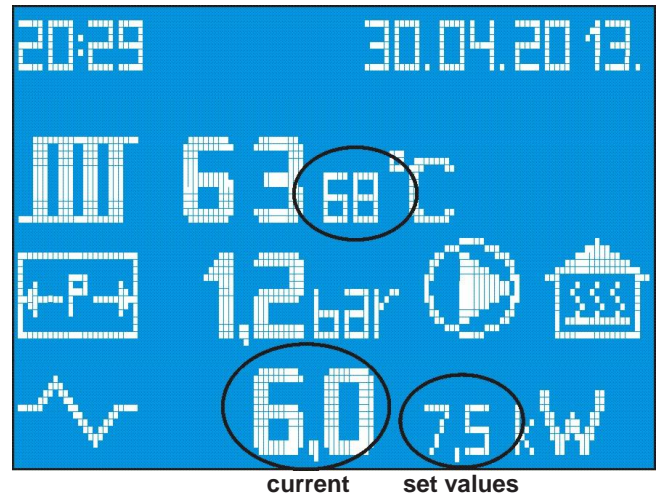 20:29 30.04.2013.
63 68 °C
P 1,2 bar
6,0 7,5 kW
current set values